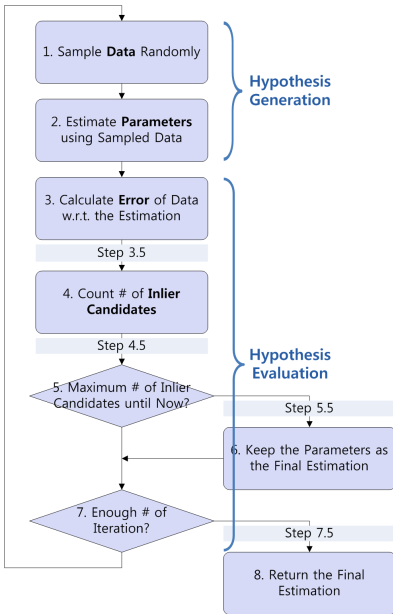 1. Sample Data Randomly
Hypothesis
Generation
2. Estimate Parameters
using Sampled Data
3. Calculate Error of Data
w.r.t. the Estimation
Step 3.5
4. Count # of Inlier
Candidates
Step 4.5
Hypothesis
Evaluation
5. Maximum # of Inlier
Candidates until Now?
Step 5.5
6. Keep the Parameters as
the Final Estimation
7. Enough # of
Iteration?
Step 7.5
8. Return the Final
Estimation